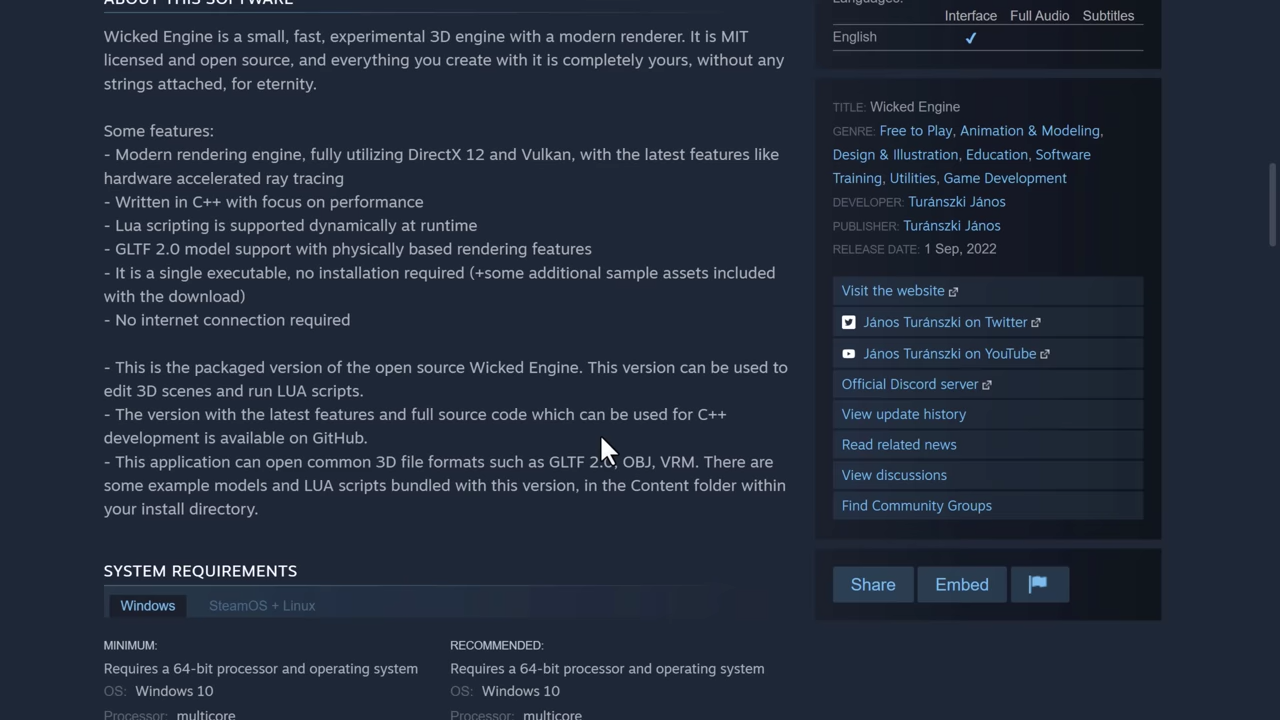 ABOUT THIS SOFTWARE
Wicked Engine is a small, fast, experimental 3D engine with a modern renderer. It is MIT
licensed and open source, and everything you create with it is completely yours, without any
strings attached, for eternity.
Some features:
- Modern rendering engine, fully utilizing DirectX 12 and Vulkan, with the latest features like
hardware accelerated ray tracing
- Written in C++ with focus on performance
- Lua scripting is supported dynamically at runtime
- GLTF 2.0 model support with physically based rendering features
- It is a single executable, no installation required (+some additional sample assets included
with the download)
- No internet connection required
- This is the packaged version of the open source Wicked Engine. This version can be used to
edit 3D scenes and run LUA scripts.
- The version with the latest features and full source code which can be used for C++
development is available on GitHub.
- This application can open common 3D file formats such as GLTF 2.0, OBJ, VRM. There are
some example models and LUA scripts bundled with this version, in the Content folder within
your install directory.
SYSTEM REQUIREMENTS
Windows SteamOS + Linux
MINIMUM:
Requires a 64-bit processor and operating system
OS: Windows 10
Processor: multicore
RECOMMENDED:
Requires a 64-bit processor and operating system
OS: Windows 10
Processor: multicore
Languages:
Interface Full Audio Subtitles
English ✔
TITLE: Wicked Engine
GENRE: Free to Play, Animation & Modeling,
Design & Illustration, Education, Software
Training, Utilities, Game Development
DEVELOPER: Turánszki János
PUBLISHER: Turánszki János
RELEASE DATE: 1 Sep, 2022
Visit the website
János Turánszki on Twitter
János Turánszki on YouTube
Official Discord server
View update history
Read related news
View discussions
Find Community Groups
Share Embed